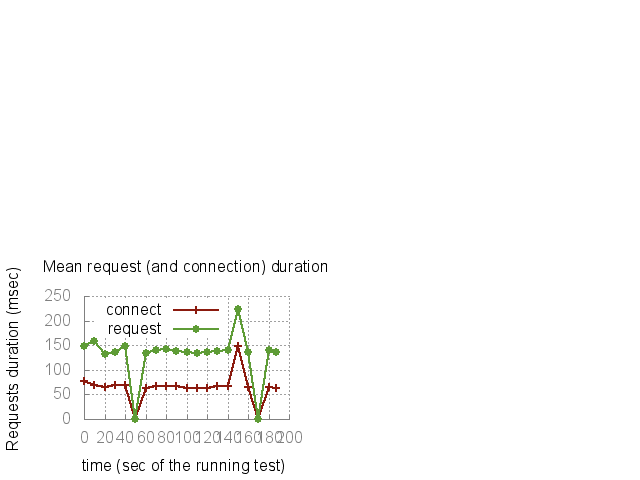 Mean request (and connection) duration
Requests duration (msec)
250
200
150
100
50
0
connect
request
0 20 40 60 80 100 120 140 160 180 200
time (sec of the running test)